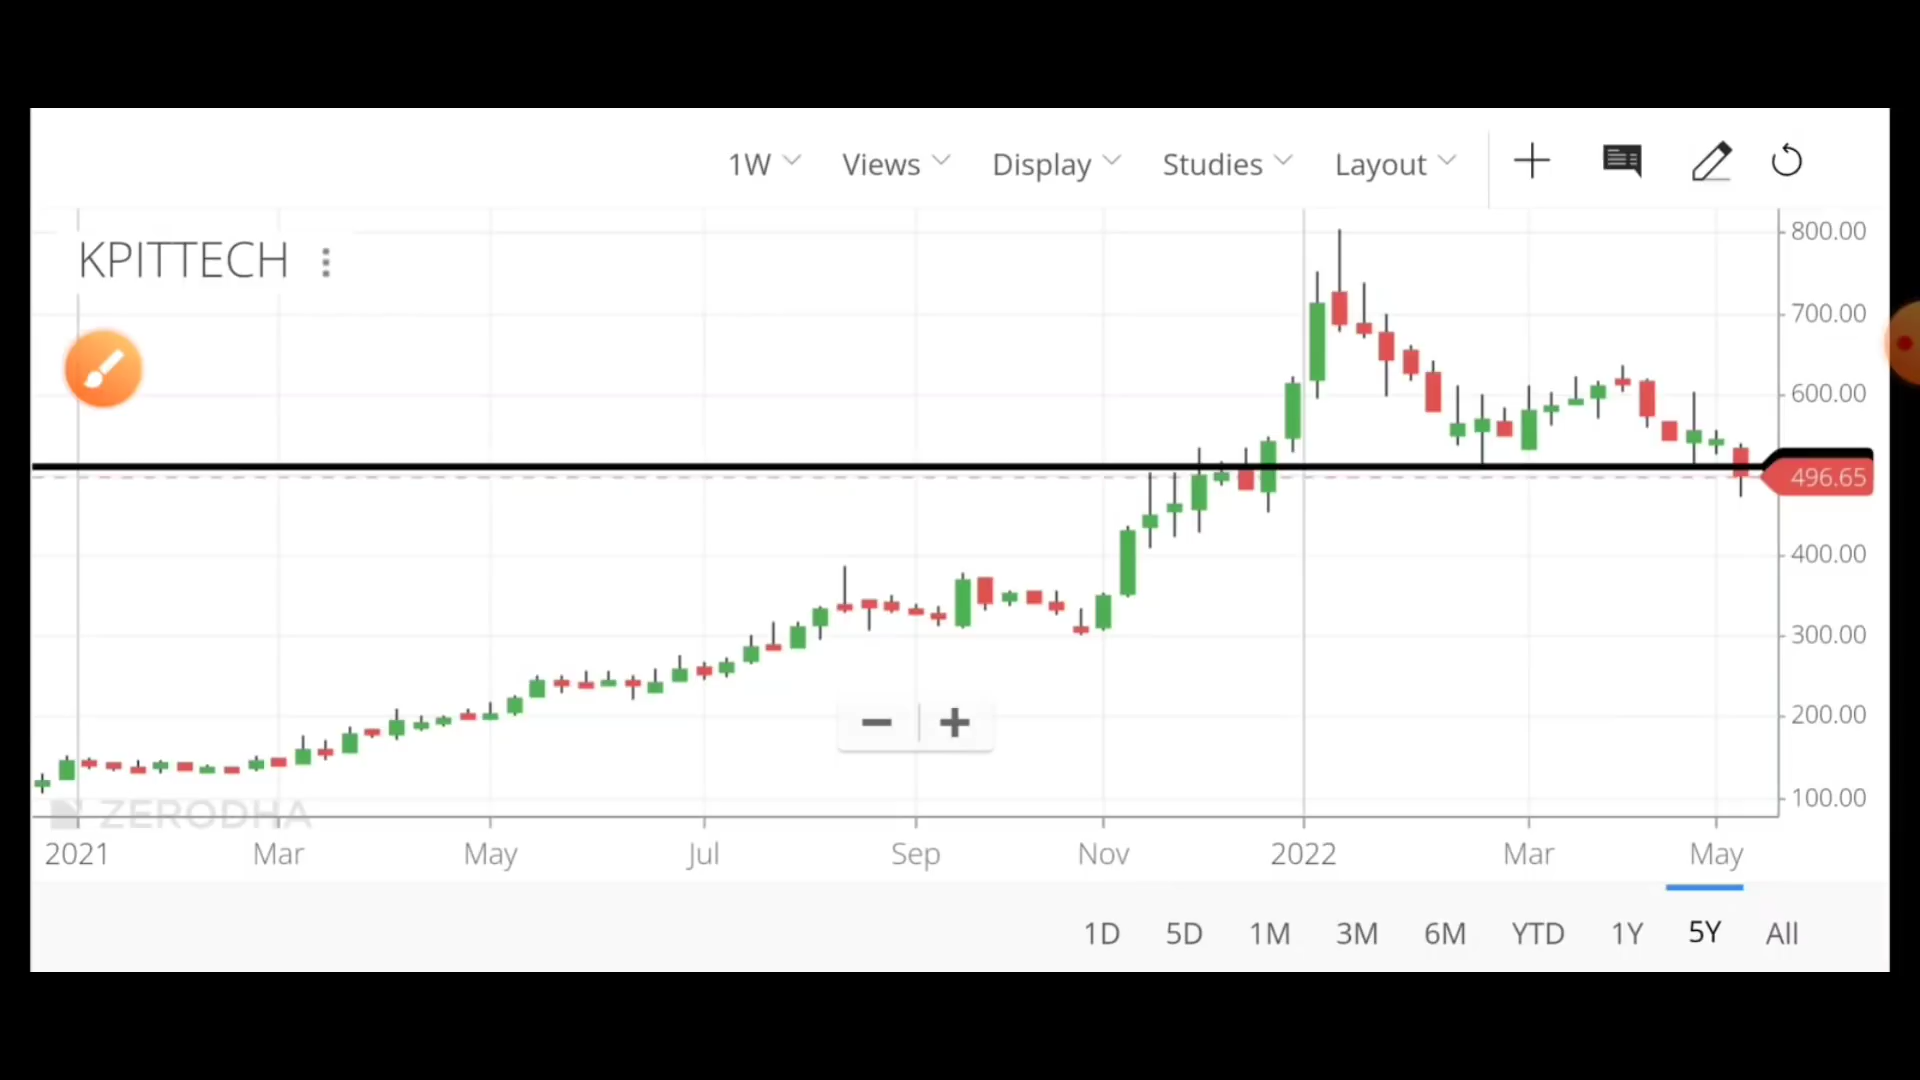 1W Views Display Studies Layout
KPITTECH
800.00
700.00
600.00
496.65
400.00
300.00
200.00
100.00
ZERODHA
2021 Mar May Jul Sep Nov 2022 Mar May
1D 5D 1M 3M 6M YTD 1Y 5Y All